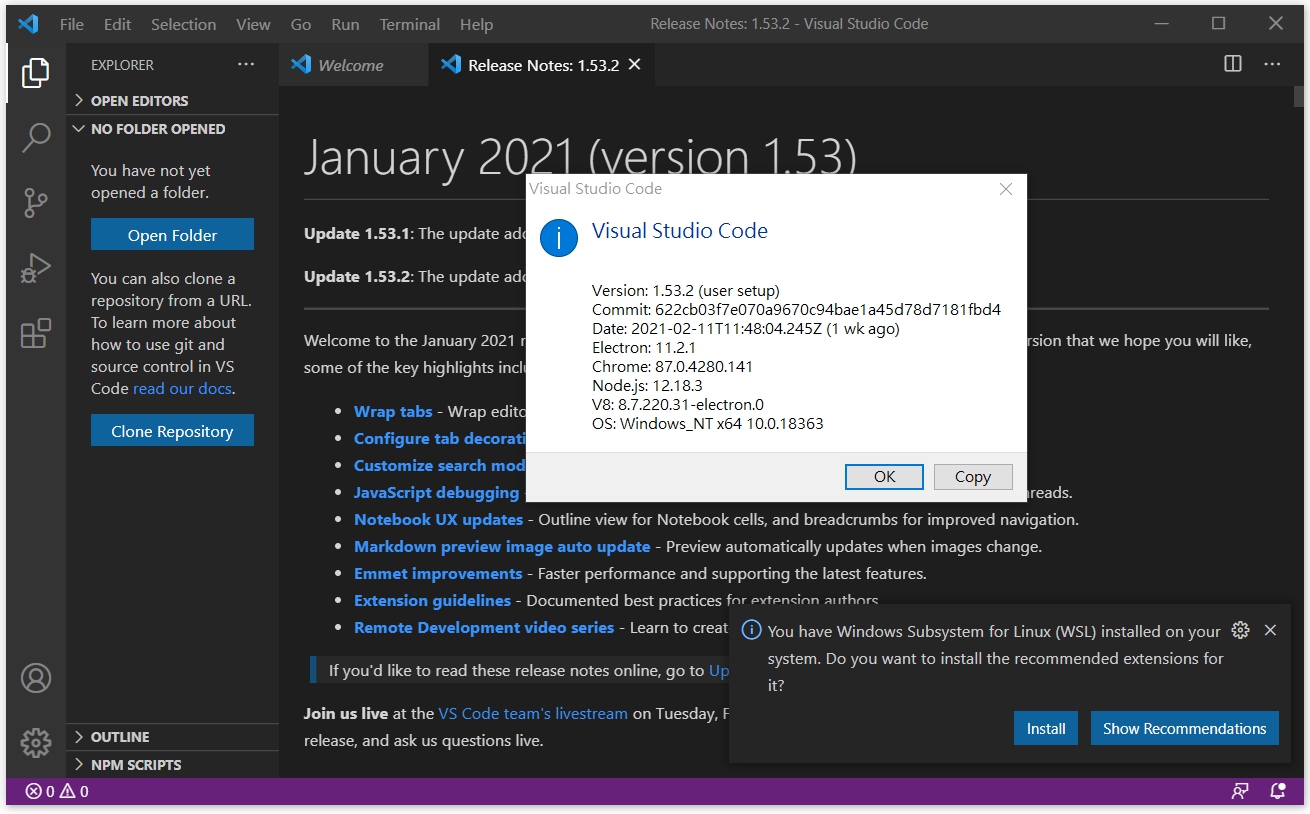 File Edit Selection View Go Run Terminal Help
Release Notes: 1.53.2 - Visual Studio Code
EXPLORER
Welcome
Release Notes: 1.53.2
OPEN EDITORS
NO FOLDER OPENED
You have not yet
opened a folder.
Open Folder
You can also clone a
repository from a URL.
To learn more about
how to use git and
source control in VS
Code read our docs.
Clone Repository
OUTLINE
NPM SCRIPTS
January 2021 (version 1.53)
Update 1.53.1: The update add
Update 1.53.2: The update add
Welcome to the January 2021 r
rsion that we hope you will like,
some of the key highlights inclu
Wrap tabs - Wrap edito
Configure tab decorati
Customize search mod
JavaScript debugging
reads.
Notebook UX updates - Outline view for Notebook cells, and breadcrumbs for improved navigation.
Markdown preview image auto update - Preview automatically updates when images change.
Emmet improvements - Faster performance and supporting the latest features.
Extension guidelines - Documented best practices for extension authors
Remote Development video series - Learn to creat
If you'd like to read these release notes online, go to Up
Join us live at the VS Code team's livestream on Tuesday, F
release, and ask us questions live.
Visual Studio Code
Visual Studio Code
Version: 1.53.2 (user setup)
Commit: 622cb03f7e070a9670c94bae1a45d78d7181fbd4
Date: 2021-02-11T11:48:04.245Z (1 wk ago)
Electron: 11.2.1
Chrome: 87.0.4280.141
Node.js: 12.18.3
V8: 8.7.220.31-electron.0
OS: Windows_NT x64 10.0.18363
OK
Copy
You have Windows Subsystem for Linux (WSL) installed on your
system. Do you want to install the recommended extensions for
it?
Install
Show Recommendations
0 0